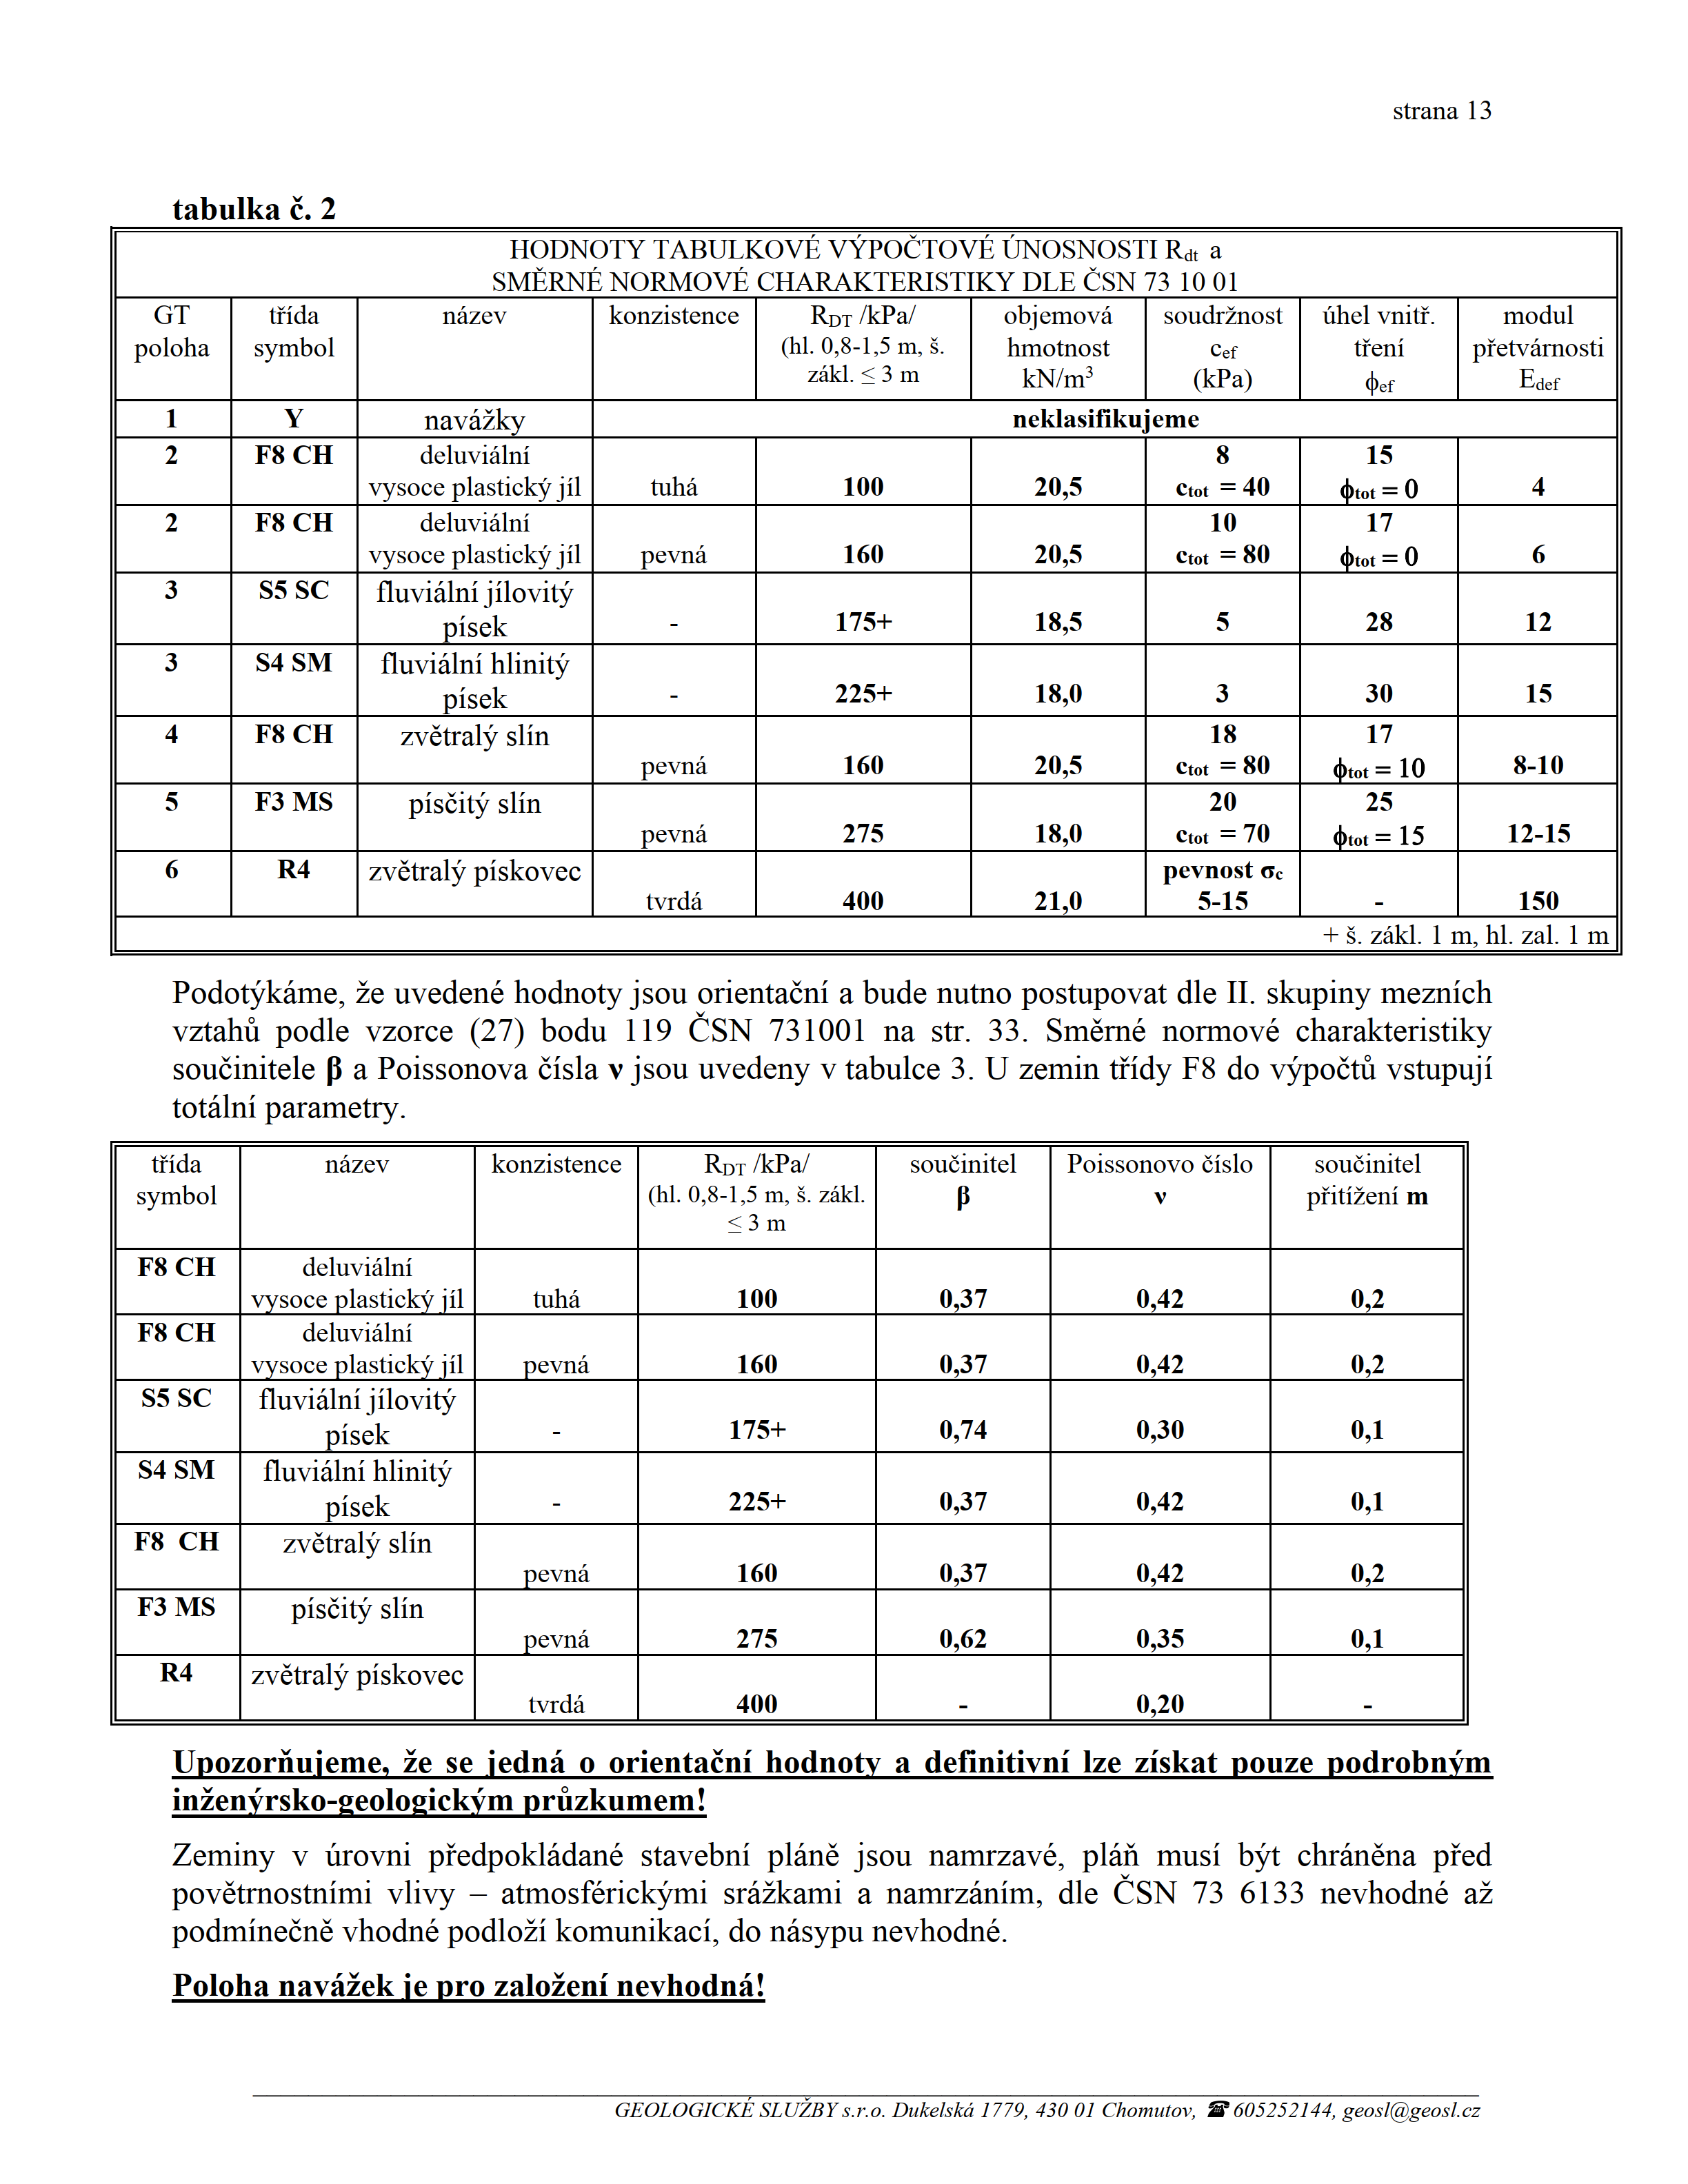 strana 13
tabulka č. 2
HODNOTY TABULKOVÉ VÝPOČTOVÉ ÚNOSNOSTI Rdt a
SMĚRNÉ NORMOVÉ CHARAKTERISTIKY DLE ČSN 73 10 01
GT poloha | třída symbol | název | konzistence | RDT /kPa/ (hl. 0,8-1,5 m, š. zákl. ≤ 3 m | objemová hmotnost kN/m³ | soudržnost cef (kPa) | úhel vnitř. tření ϕef | modul přetvárnosti Edef
1 | Y | navážky | neklasifikujeme
2 | F8 CH | deluviální vysoce plastický jíl | tuhá | 100 | 20,5 | 8 ctot = 40 | 15 ϕtot = 0 | 4
2 | F8 CH | deluviální vysoce plastický jíl | pevná | 160 | 20,5 | 10 ctot = 80 | 17 ϕtot = 0 | 6
3 | S5 SC | fluviální jílovitý písek | - | 175+ | 18,5 | 5 | 28 | 12
3 | S4 SM | fluviální hlinitý písek | - | 225+ | 18,0 | 3 | 30 | 15
4 | F8 CH | zvětralý slín | pevná | 160 | 20,5 | 18 ctot = 80 | 17 ϕtot = 10 | 8-10
5 | F3 MS | písčitý slín | pevná | 275 | 18,0 | 20 ctot = 70 | 25 ϕtot = 15 | 12-15
6 | R4 | zvětralý pískovec | tvrdá | 400 | 21,0 | pevnost σc 5-15 | - | 150
+ š. zákl. 1 m, hl. zal. 1 m
Podotýkáme, že uvedené hodnoty jsou orientační a bude nutno postupovat dle II. skupiny mezních
vztahů podle vzorce (27) bodu 119 ČSN 731001 na str. 33. Směrné normové charakteristiky
součinitele β a Poissonova čísla ν jsou uvedeny v tabulce 3. U zemin třídy F8 do výpočtů vstupují
totální parametry.
třída symbol | název | konzistence | RDT /kPa/ (hl. 0,8-1,5 m, š. zákl. ≤ 3 m | součinitel β | Poissonovo číslo ν | součinitel přitížení m
F8 CH | deluviální vysoce plastický jíl | tuhá | 100 | 0,37 | 0,42 | 0,2
F8 CH | deluviální vysoce plastický jíl | pevná | 160 | 0,37 | 0,42 | 0,2
S5 SC | fluviální jílovitý písek | - | 175+ | 0,74 | 0,30 | 0,1
S4 SM | fluviální hlinitý písek | - | 225+ | 0,37 | 0,42 | 0,1
F8 CH | zvětralý slín | pevná | 160 | 0,37 | 0,42 | 0,2
F3 MS | písčitý slín | pevná | 275 | 0,62 | 0,35 | 0,1
R4 | zvětralý pískovec | tvrdá | 400 | - | 0,20 | -
Upozorňujeme, že se jedná o orientační hodnoty a definitivní lze získat pouze podrobným
inženýrsko-geologickým průzkumem!
Zeminy v úrovni předpokládané stavební pláně jsou namrzavé, pláň musí být chráněna před
povětrnostními vlivy – atmosférickými srážkami a namrzáním, dle ČSN 73 6133 nevhodné až
podmínečně vhodné podloží komunikací, do násypu nevhodné.
Poloha navážek je pro založení nevhodná!
GEOLOGICKÉ SLUŽBY s.r.o. Dukelská 1779, 430 01 Chomutov, ☎ 605252144, geosl@geosl.cz